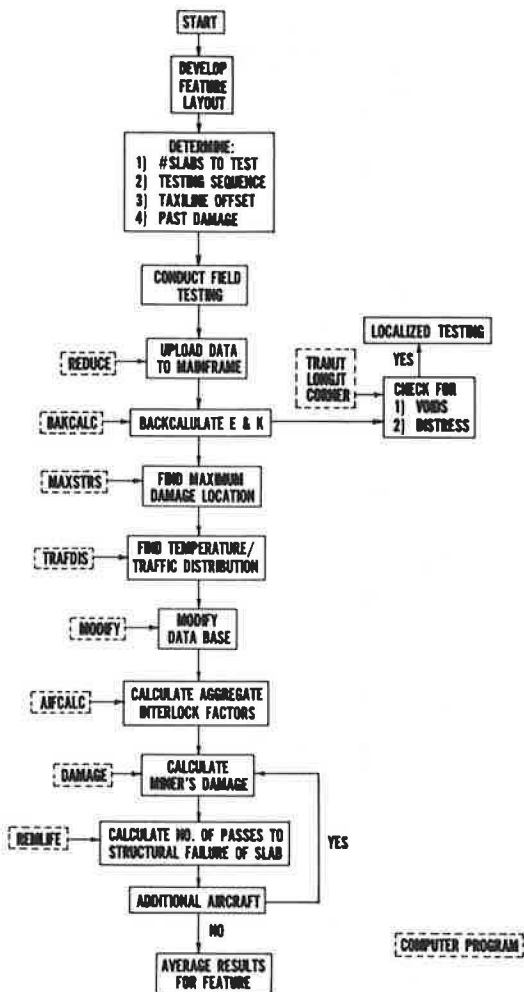 START
DEVELOP
FEATURE
LAYOUT
DETERMINE:
1) #SLABS TO TEST
2) TESTING SEQUENCE
3) TAXILINE OFFSET
4) PAST DAMAGE
CONDUCT FIELD
TESTING
LOCALIZED TESTING
YES
REDUCE
UPLOAD DATA
TO MAINFRAME
TRANJT
LONGJT
CORNER
CHECK FOR
1) VOIDS
2) DISTRESS
BAKCALC
BACKCALULATE E & K
MAXSTRS
FIND MAXIMUM
DAMAGE LOCATION
TRAFDIS
FIND TEMPERATURE/
TRAFFIC DISTRIBUTION
MODIFY
MODIFY
DATA BASE
AIFCALC
CALCULATE AGGREGATE
INTERLOCK FACTORS
DAMAGE
CALCULATE
MINER'S DAMAGE
REMLIFE
CALCULATE NO. OF PASSES TO
STRUCTURAL FAILURE OF SLAB
YES
ADDITIONAL AIRCRAFT
NO
COMPUTER PROGRAM
AVERAGE RESULTS
FOR FEATURE